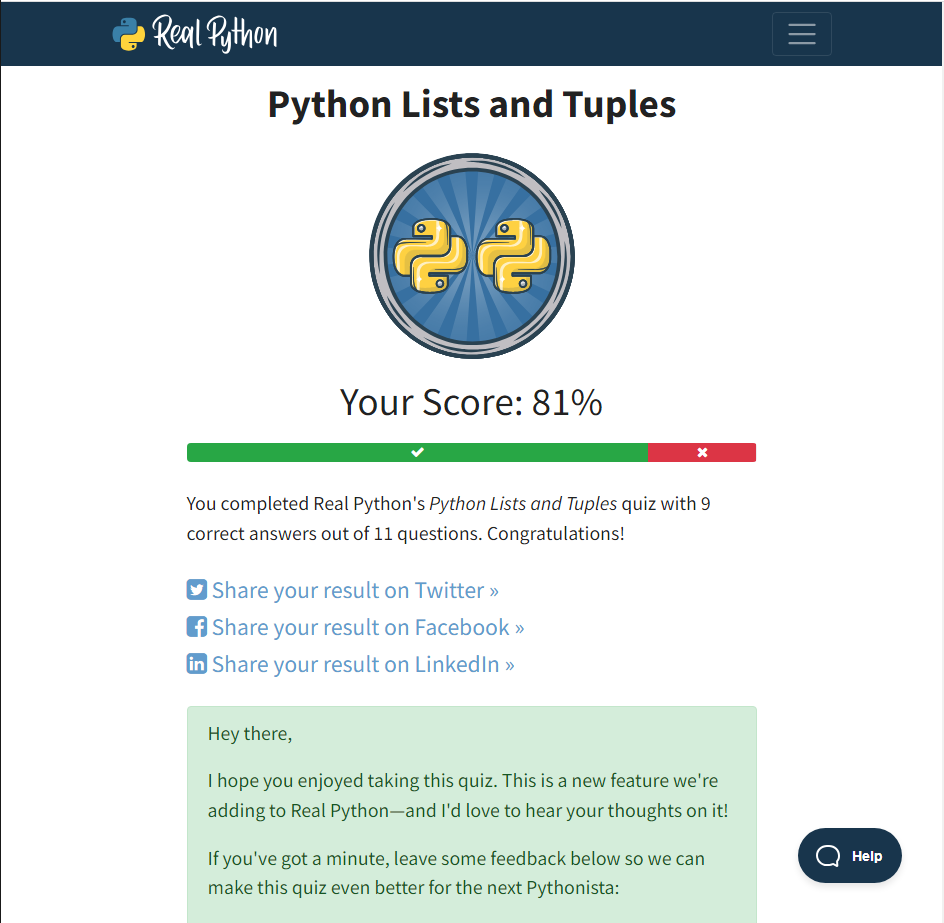 Real Python
Python Lists and Tuples
Your Score: 81%
You completed Real Python's Python Lists and Tuples quiz with 9
correct answers out of 11 questions. Congratulations!
Share your result on Twitter »
Share your result on Facebook »
Share your result on LinkedIn »
Hey there,
I hope you enjoyed taking this quiz. This is a new feature we're
adding to Real Python—and I'd love to hear your thoughts on it!
If you've got a minute, leave some feedback below so we can
make this quiz even better for the next Pythonista:
Help